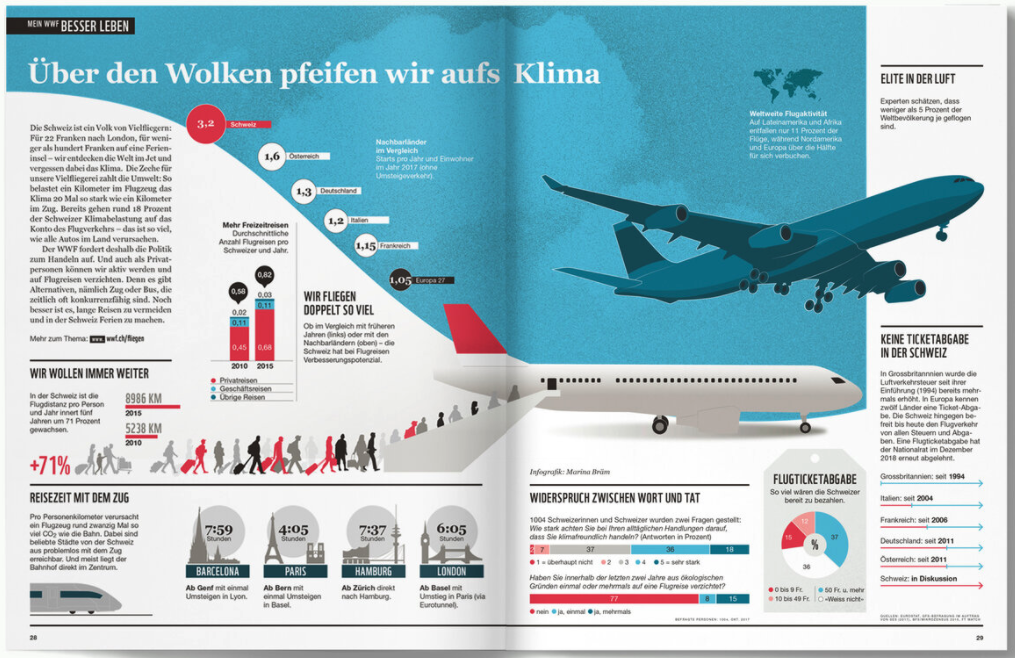 MEIN WWF BESSER LEBEN
Über den Wolken pfeifen wir aufs Klima
Die Schweiz ist ein Volk von Vielfliegern:
Für 22 Franken nach London, für weni-
ger als hundert Franken auf eine Ferien-
insel – wir entdecken die Welt im Jet und
vergessen dabei das Klima. Die Zeche für
unsere Vielfliegerei zahlt die Umwelt: So
belastet ein Kilometer im Flugzeug das
Klima 20 Mal so stark wie ein Kilometer
im Zug. Bereits gehen rund 18 Prozent
der Schweizer Klimabelastung auf das
Konto des Flugverkehrs – das ist so viel,
wie alle Autos im Land verursachen.
Der WWF fordert deshalb die Politik
zum Handeln auf. Und auch als Privat-
personen können wir aktiv werden und
auf Flugreisen verzichten. Denn es gibt
Alternativen, nämlich Zug oder Bus, die
zeitlich oft konkurrenzfähig sind. Noch
besser ist es, lange Reisen zu vermeiden
und in der Schweiz Ferien zu machen.
Mehr zum Thema: www. wwf.ch/fliegen
3,2 Schweiz
1,6 Österreich
1,3 Deutschland
1,2 Italien
1,15 Frankreich
1,05 Europa 27
Nachbarländer
im Vergleich
Starts pro Jahr und Einwohner
im Jahr 2017 (ohne
Umsteigeverkehr).
Mehr Freizeitreisen
Durchschnittliche
Anzahl Flugreisen pro
Schweizer und Jahr.
0,58 0,82
0,02 0,03
0,11 0,11
0,45 0,68
2010 2015
Privatreisen
Geschäftsreisen
Übrige Reisen
WIR FLIEGEN
DOPPELT SO VIEL
Ob im Vergleich mit früheren
Jahren (links) oder mit den
Nachbarländern (oben) – die
Schweiz hat bei Flugreisen
Verbesserungspotenzial.
WIR WOLLEN IMMER WEITER
In der Schweiz ist die
Flugdistanz pro Person
und Jahr innert fünf
Jahren um 71 Prozent
gewachsen.
8986 KM
2015
5238 KM
2010
+71%
REISEZEIT MIT DEM ZUG
Pro Personenkilometer verursacht
ein Flugzeug rund zwanzig Mal so
viel CO₂ wie die Bahn. Dabei sind
beliebte Städte von der Schweiz
aus problemlos mit dem Zug
erreichbar. Und meist liegt der
Bahnhof direkt im Zentrum.
7:59
Stunden
BARCELONA
Ab Genf mit einmal
Umsteigen in Lyon.
4:05
Stunden
PARIS
Ab Bern mit
einmal Umsteigen
in Basel.
7:37
Stunden
HAMBURG
Ab Zürich direkt
nach Hamburg.
6:05
Stunden
LONDON
Ab Basel mit
Umstieg in Paris (via
Eurotunnel).
28
Weltweite Flugaktivität
Auf Lateinamerika und Afrika
entfallen nur 11 Prozent der
Flüge, während Nordamerika
und Europa über die Hälfte
für sich verbuchen.
ELITE IN DER LUFT
Experten schätzen, dass
weniger als 5 Prozent der
Weltbevölkerung je geflogen
sind.
KEINE TICKETABGABE
IN DER SCHWEIZ
In Grossbritannnien wurde die
Luftverkehrsteuer seit ihrer
Einführung (1994) bereits mehr-
mals erhöht. In Europa kennen
zwölf Länder eine Ticket-Abga-
be. Die Schweiz hingegen be-
freit bis heute den Flugverkehr
von allen Steuern und Abga-
ben. Eine Flugticketabgabe hat
der Nationalrat im Dezember
2018 erneut abgelehnt.
Grossbritannien: seit 1994
Italien: seit 2004
Frankreich: seit 2006
Deutschland: seit 2011
Österreich: seit 2011
Schweiz: in Diskussion
Infografik: Marina Bräm
WIDERSPRUCH ZWISCHEN WORT UND TAT
1004 Schweizerinnen und Schweizer wurden zwei Fragen gestellt:
Wie stark achten Sie bei Ihren alltäglichen Handlungen darauf,
dass Sie klimafreundlich handeln? (Antworten in Prozent)
2 7 37 36 18
1 = überhaupt nicht 2 3 4 5 = sehr stark
Haben Sie innerhalb der letzten zwei Jahre aus ökologischen
Gründen einmal oder mehrmals auf eine Flugreise verzichtet?
77 8 15
nein ja, einmal ja, mehrmals
FLUGTICKETABGABE
So viel wären die Schweizer
bereit zu bezahlen.
12
15 % 37
36
0 bis 9 Fr. 50 Fr. u. mehr
10 bis 49 Fr. «Weiss nicht»
29